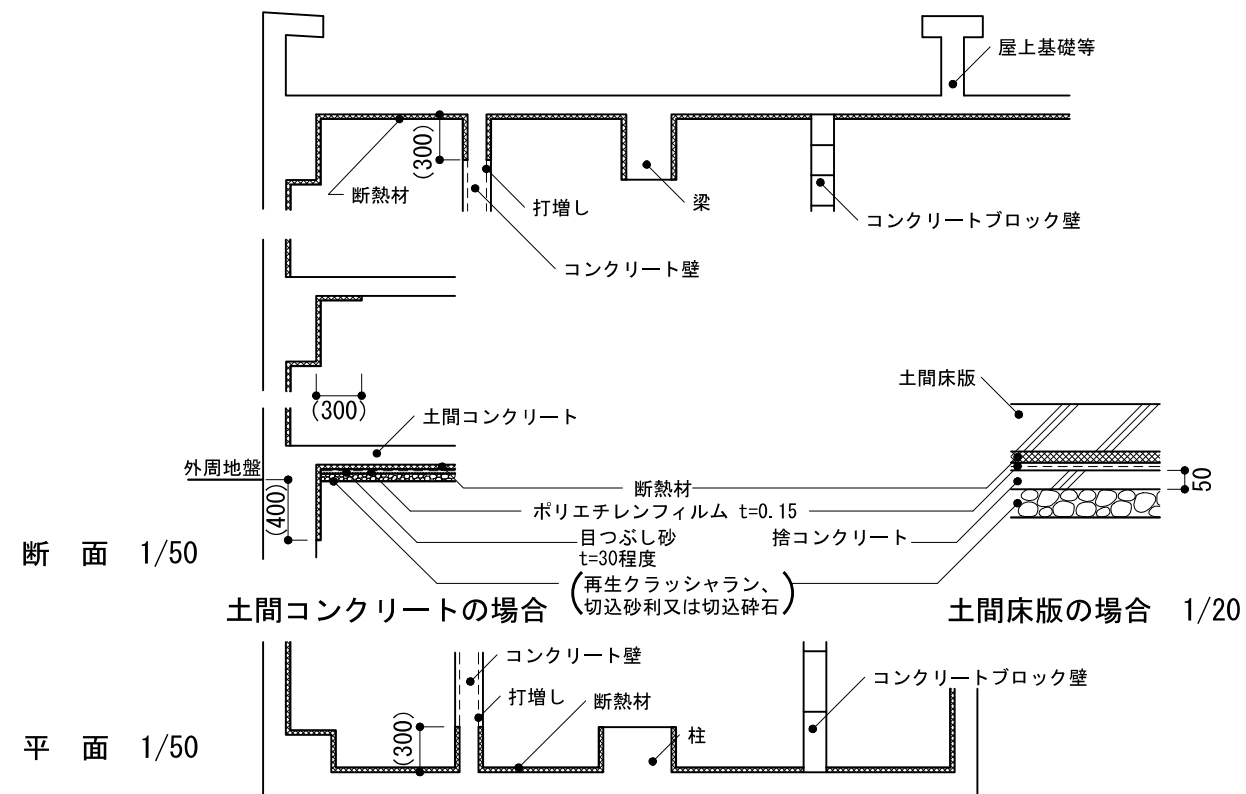 屋上基礎等
(300)
断熱材
打増し
梁
コンクリートブロック壁
コンクリート壁
(300)
土間床版
土間コンクリート
外周地盤
断熱材
50
(400)
ポリエチレンフィルム t=0.15
目つぶし砂
t=30程度
捨コンクリート
断 面 1/50
(再生クラッシャラン、
切込砂利又は切込砕石)
土間コンクリートの場合
土間床版の場合 1/20
コンクリート壁
コンクリートブロック壁
打増し
断熱材
(300)
柱
平 面 1/50